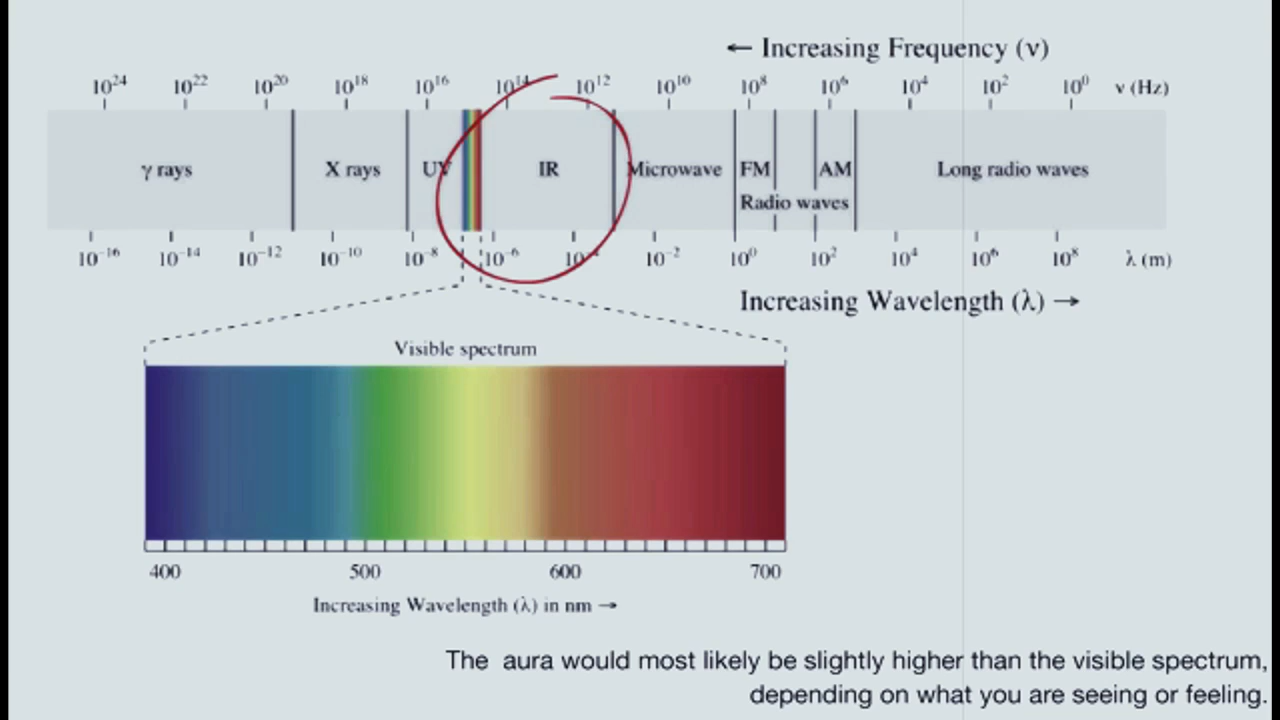 ← Increasing Frequency (ν)
10²⁴ 10²² 10²⁰ 10¹⁸ 10¹⁶ 10¹⁴ 10¹² 10¹⁰ 10⁸ 10⁶ 10⁴ 10² 10⁰ ν (Hz)
γ rays X rays UV IR Microwave FM AM Long radio waves
Radio waves
10⁻¹⁶ 10⁻¹⁴ 10⁻¹² 10⁻¹⁰ 10⁻⁸ 10⁻⁶ 10⁻⁴ 10⁻² 10⁰ 10² 10⁴ 10⁶ 10⁸ λ (m)
Increasing Wavelength (λ) →
Visible spectrum
400 500 600 700
Increasing Wavelength (λ) in nm →
The aura would most likely be slightly higher than the visible spectrum,
depending on what you are seeing or feeling.